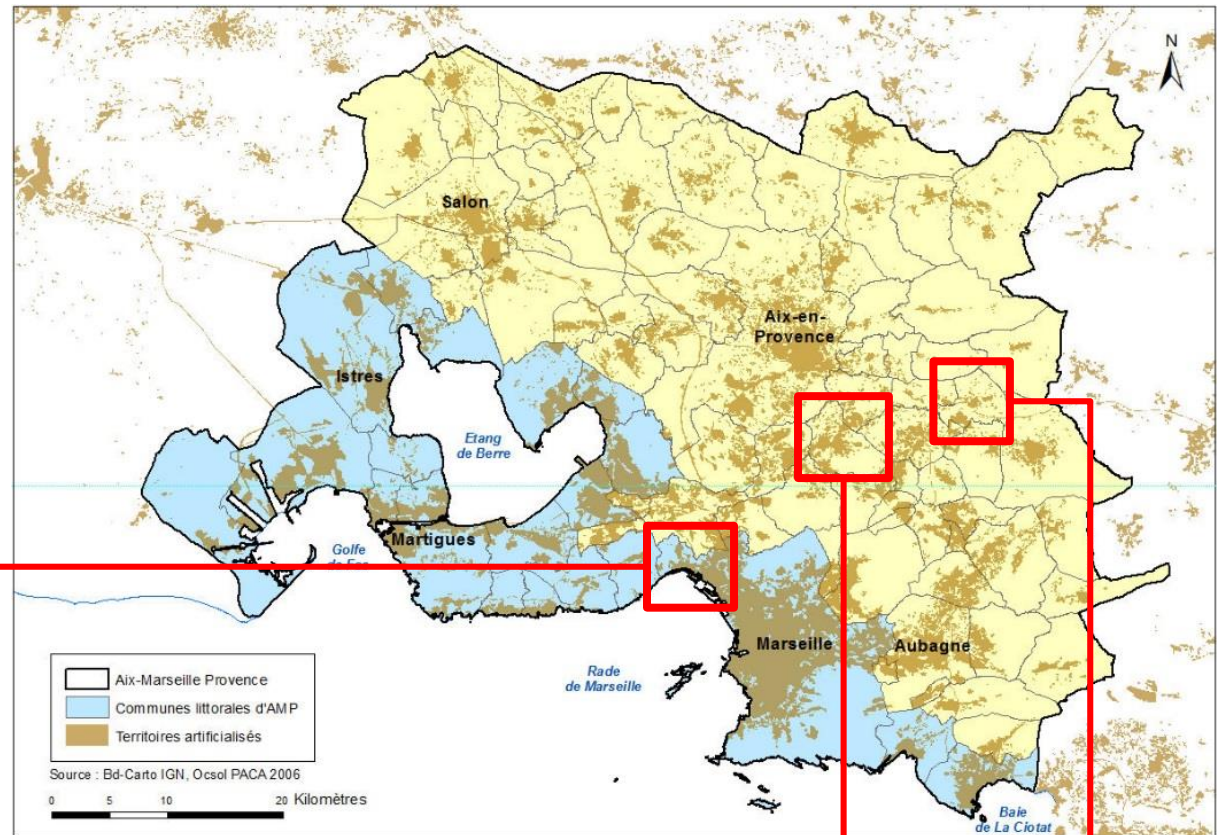 N
Salon
Aix-en-
Provence
Istres
Etang
de Berre
Martigues
Golfe
de Fos
Marseille
Aubagne
Rade
de Marseille
Aix-Marseille Provence
Communes littorales d'AMP
Territoires artificialisés
Source : Bd-Carto IGN, Ocsol PACA 2006
0 5 10 20 Kilomètres
Baie
de La Ciotat